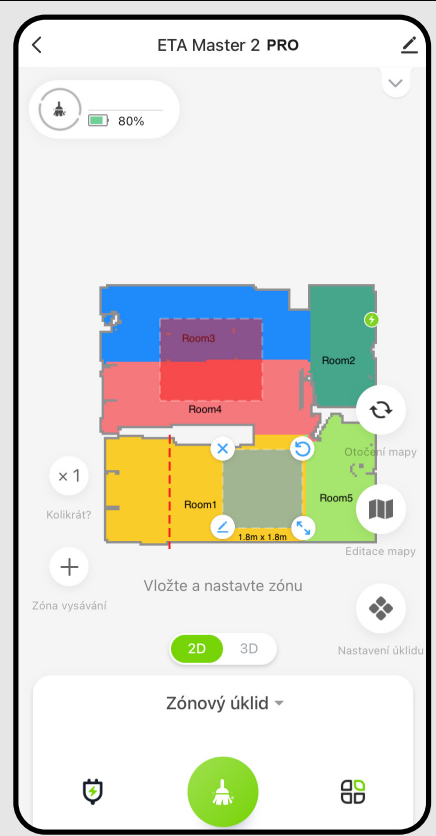 ETA Master 2 PRO
80%
Room3
Room2
Room4
Otočení mapy
× 1
Room1
Room5
Kolikrát?
1.8m x 1.8m
Editace mapy
Vložte a nastavte zónu
Zóna vysávání
2D
3D
Nastavení úklidu
Zónový úklid